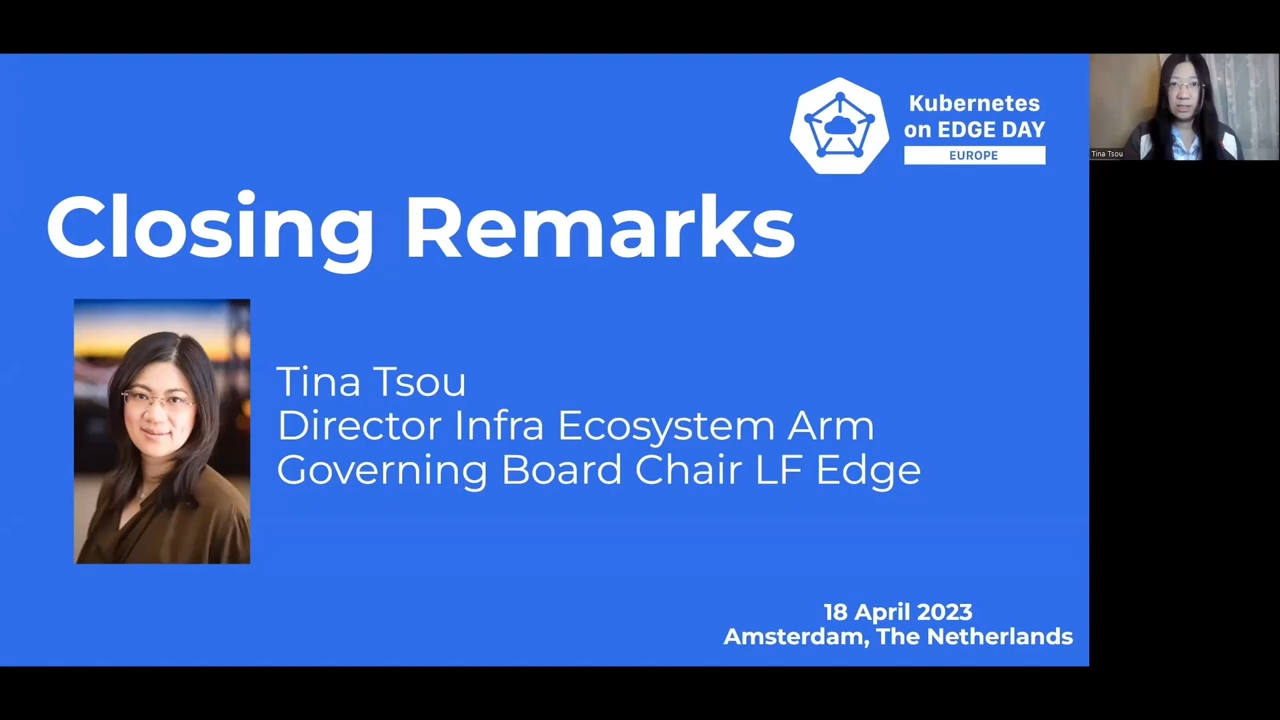 Kubernetes
on EDGE DAY
EUROPE
Tina Tsou
Closing Remarks
Tina Tsou
Director Infra Ecosystem Arm
Governing Board Chair LF Edge
18 April 2023
Amsterdam, The Netherlands